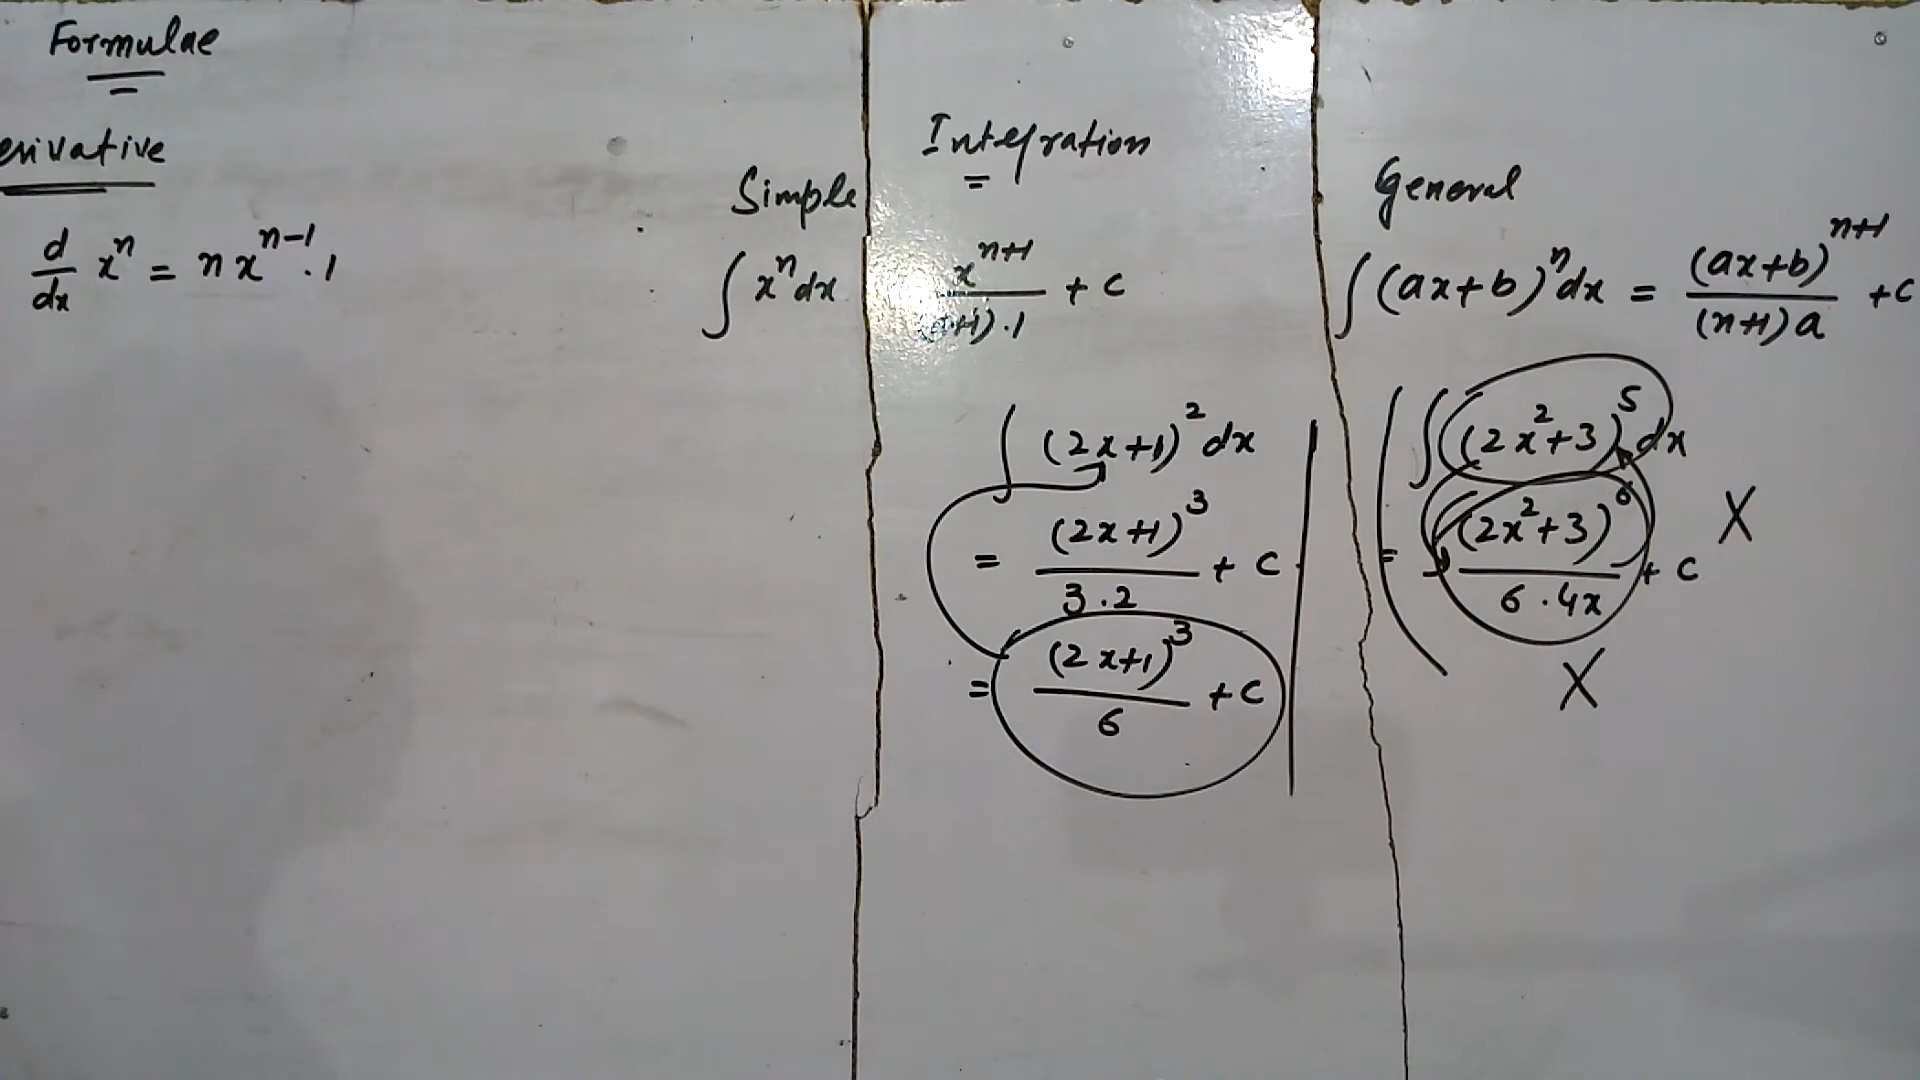 Formulae
erivative
Integration
Simple
General
d/dx x^n = n x^(n-1) . 1
∫ x^n dx x^(n+1)/(n+1).1 + c
∫ (ax+b)^n dx = (ax+b)^(n+1)/(n+1)a + c
∫ (2x+1)^2 dx
= (2x+1)^3/3.2 + c
= (2x+1)^3/6 + c
∫ (2x^2+3)^5 dx
= (2x^2+3)^6/6.4x + c X
X